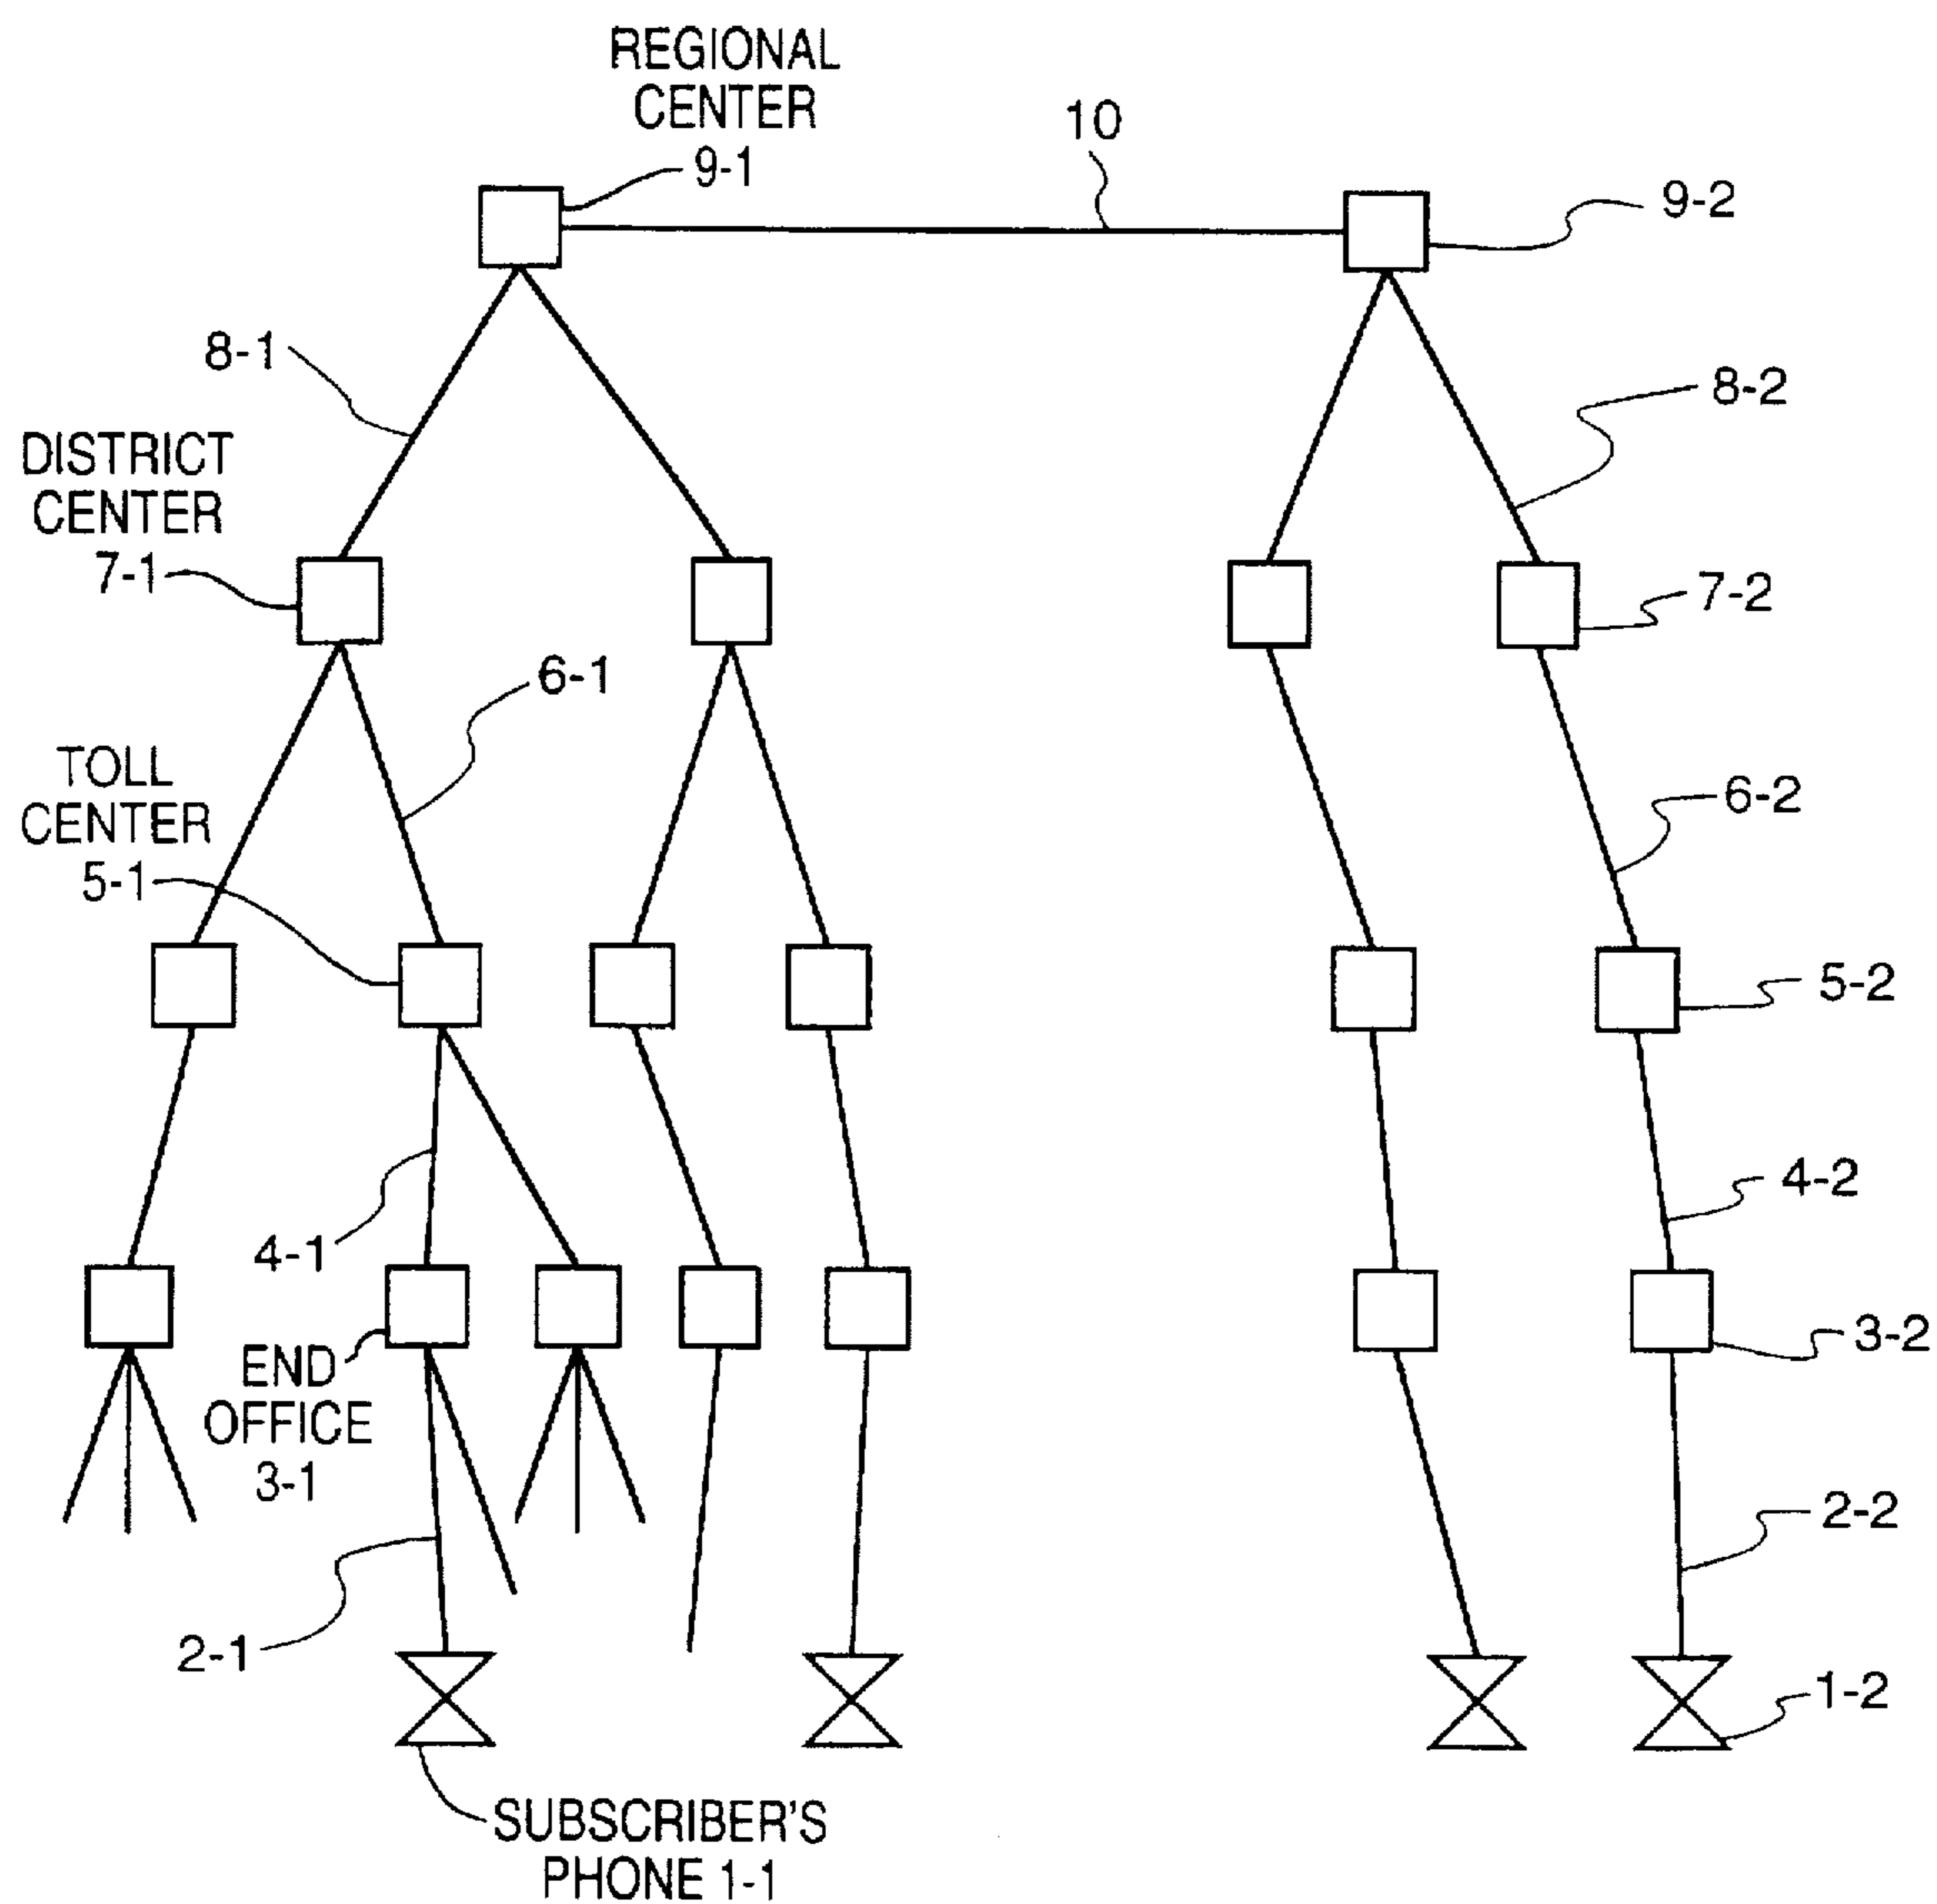 REGIONAL
CENTER
9-1
10
9-2
8-1
8-2
DISTRICT
CENTER
7-1
7-2
6-1
TOLL
CENTER
5-1
6-2
5-2
4-1
4-2
END
OFFICE
3-1
3-2
2-1
2-2
1-2
SUBSCRIBER'S
PHONE 1-1